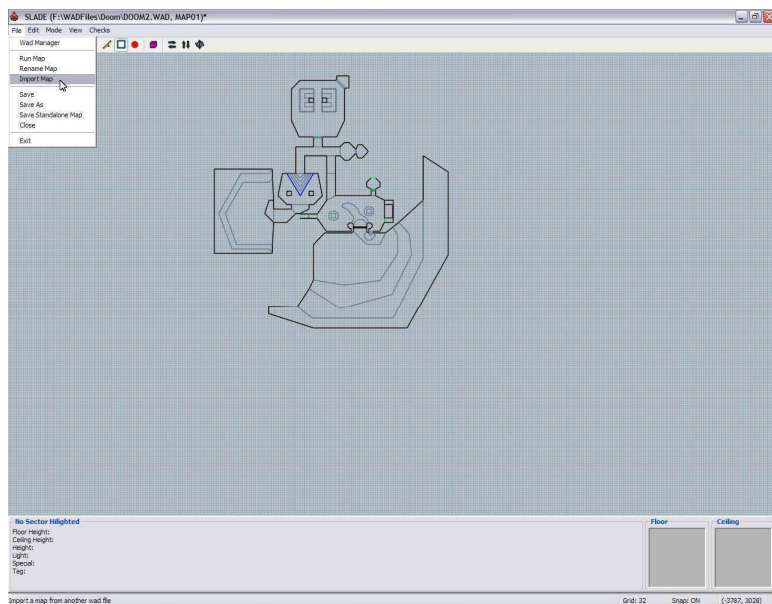 SLADE (F:\WADFiles\Doom\DOOM2.WAD, MAP01)*
File Edit Mode View Checks
Wad Manager
Run Map
Rename Map
Import Map
Save
Save As
Save Standalone Map
Close
Exit
No Sector Hilighted
Floor Height:
Ceiling Height:
Height:
Light:
Special:
Tag:
Floor
Ceiling
Import a map from another wad file
Grid: 32 Snap: ON (-3787, 3028)